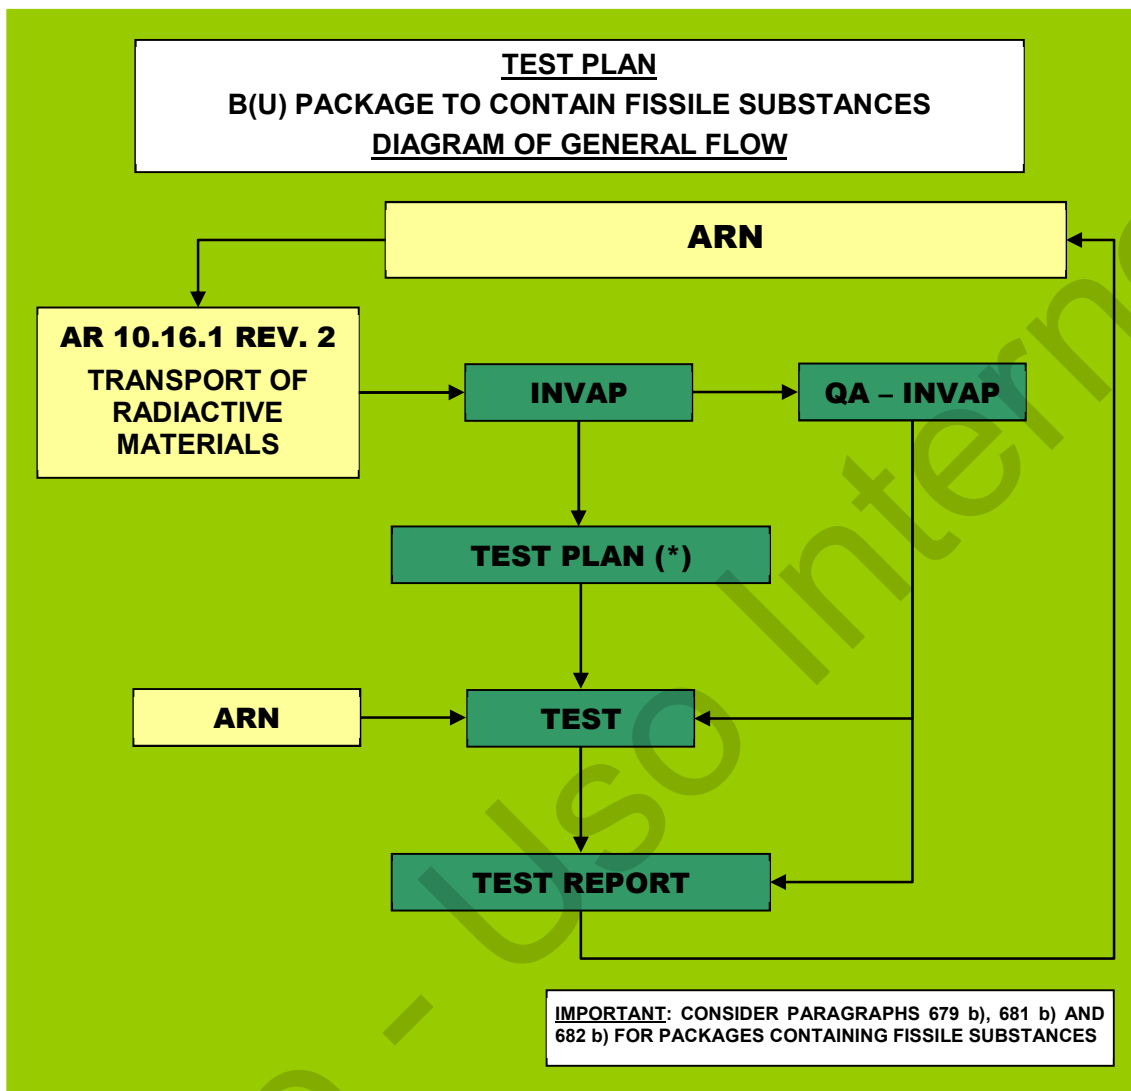 TEST PLAN
B(U) PACKAGE TO CONTAIN FISSILE SUBSTANCES
DIAGRAM OF GENERAL FLOW
ARN
AR 10.16.1 REV. 2
TRANSPORT OF
RADIACTIVE
MATERIALS
INVAP
QA – INVAP
TEST PLAN (*)
ARN
TEST
TEST REPORT
IMPORTANT: CONSIDER PARAGRAPHS 679 b), 681 b) AND
682 b) FOR PACKAGES CONTAINING FISSILE SUBSTANCES
- Uso Intern